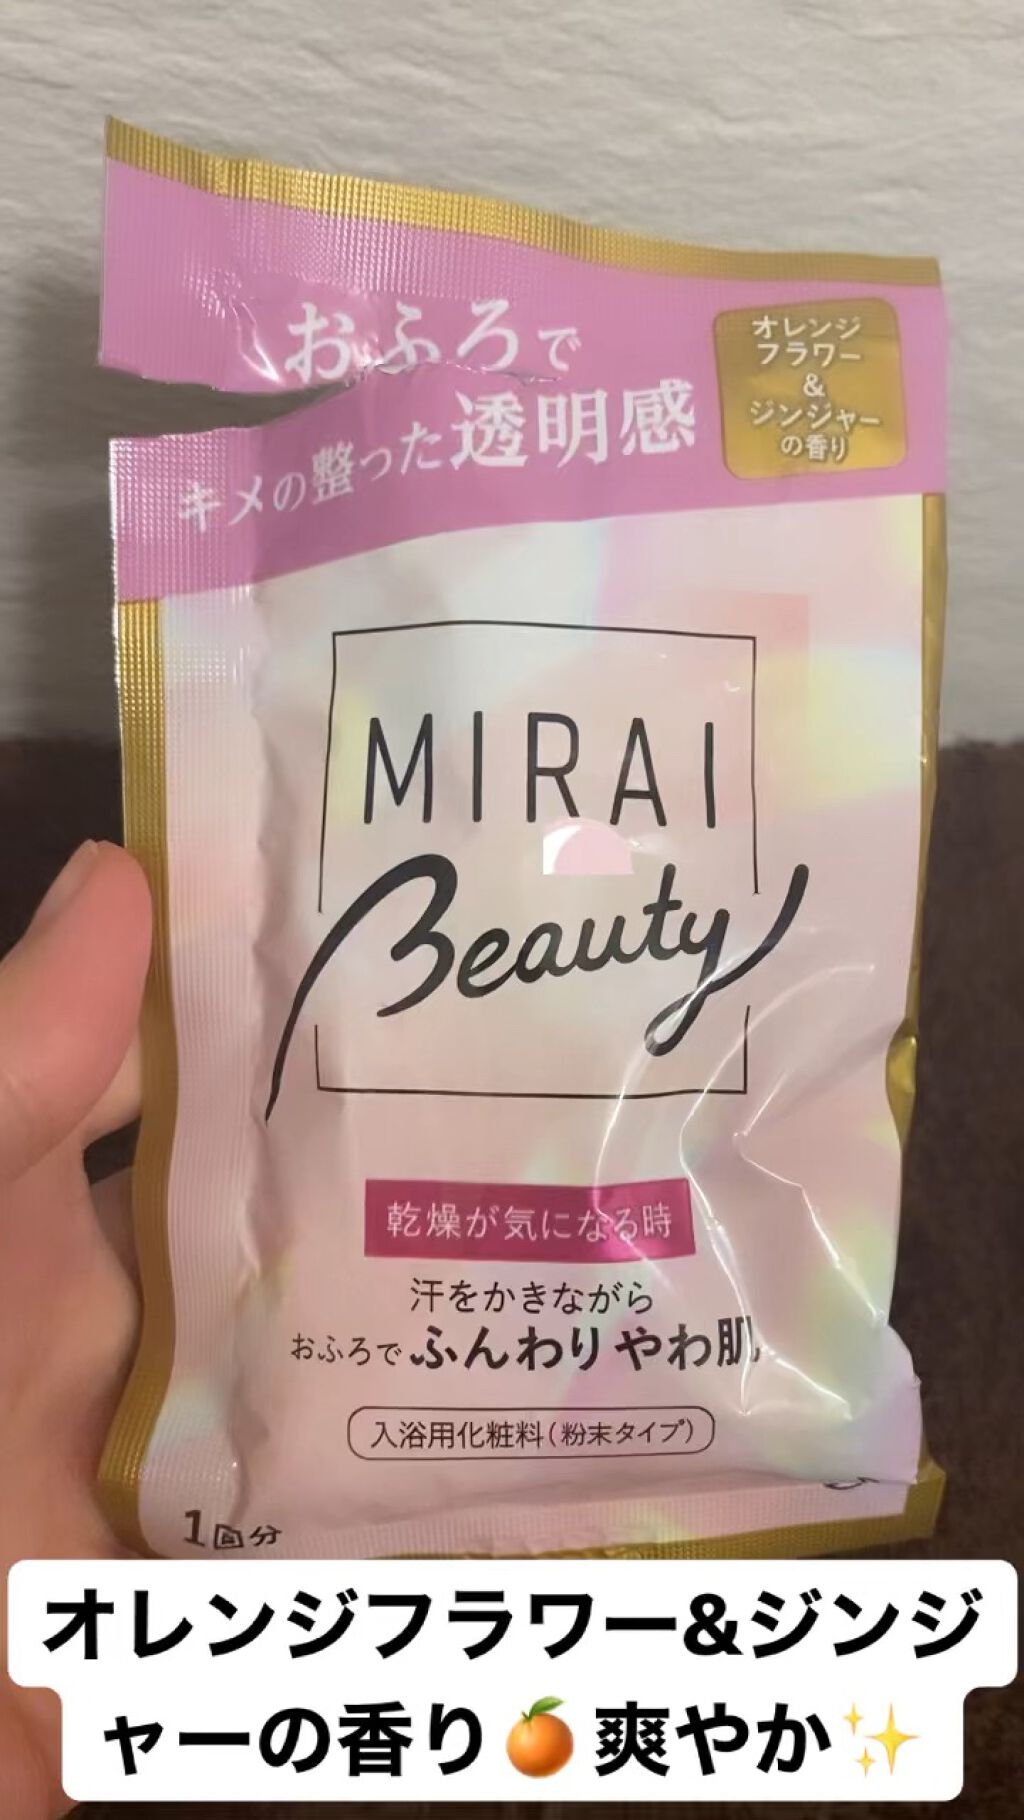 おふろで
キメの整った透明感
オレンジ
フラワー
&
ジンジャー
の香り
MIRAI
Beauty
乾燥が気になる時
汗をかきながら
おふろでふんわりやわ肌
入浴用化粧料(粉末タイプ)
1回分
オレンジフラワー&ジンジ
ャーの香り🍊爽やか✨